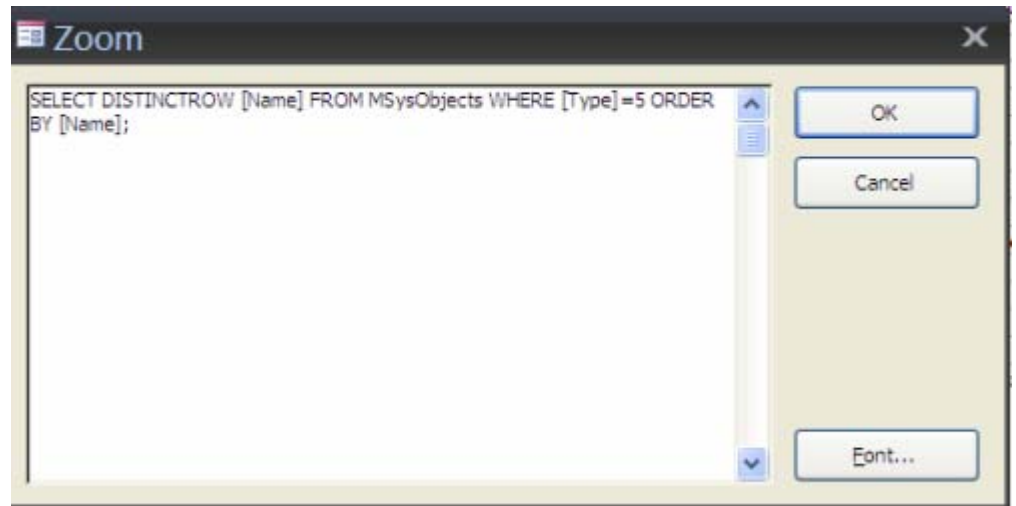 Zoom
SELECT DISTINCTROW [Name] FROM MSysObjects WHERE [Type]=5 ORDER
BY [Name];
OK
Cancel
Font...